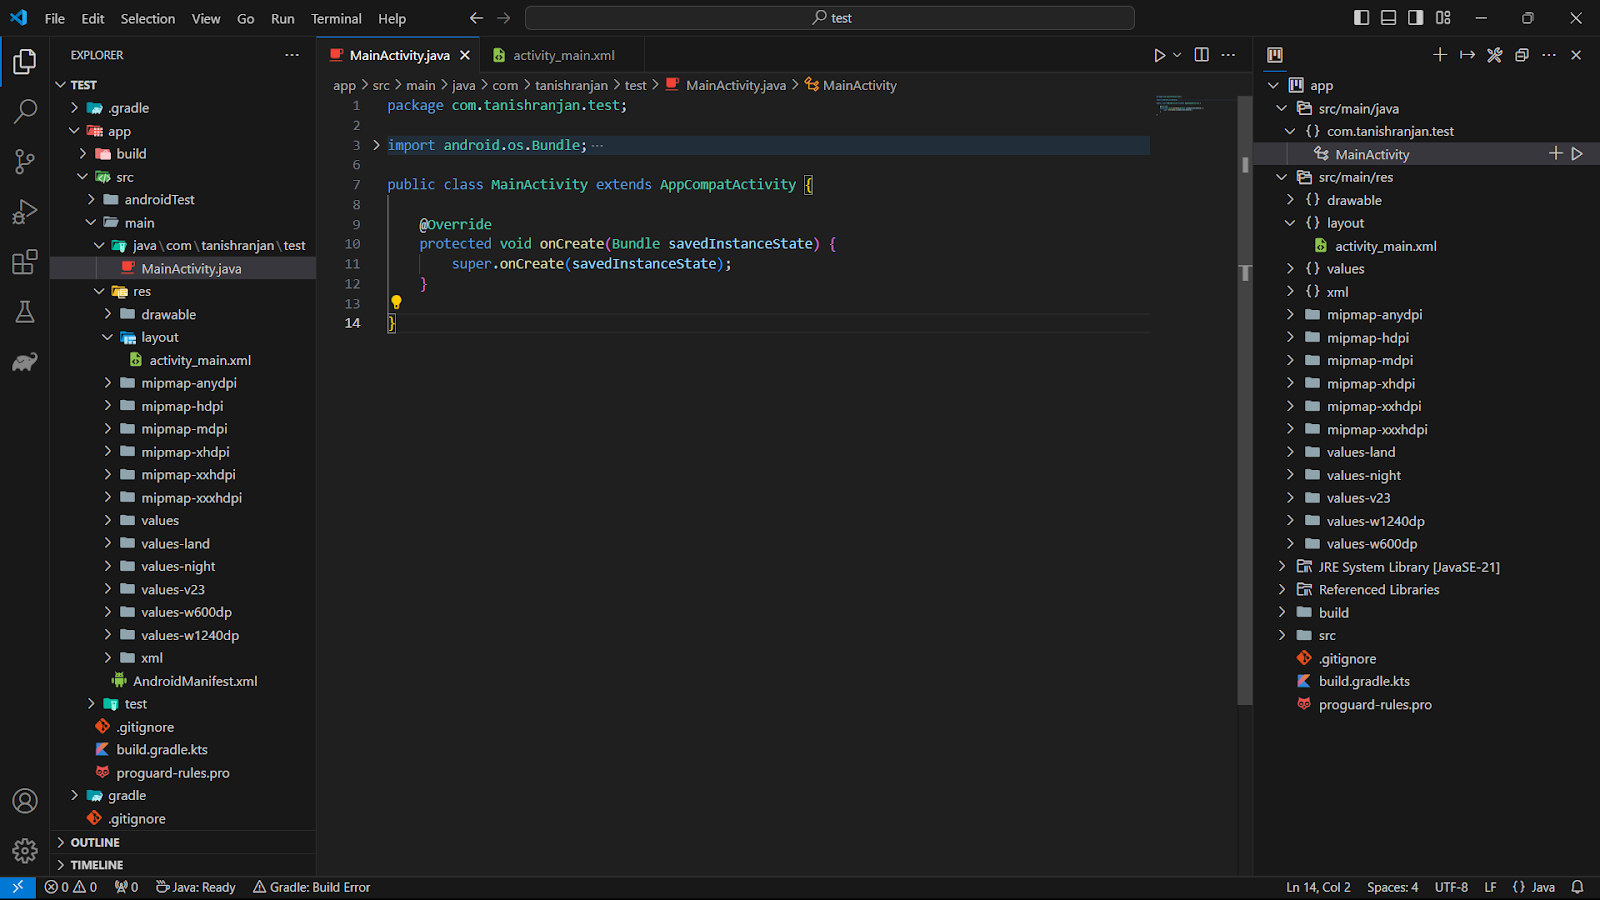 File Edit Selection View Go Run Terminal Help
test
EXPLORER
TEST
.gradle
app
build
src
androidTest
main
java\com\tanishranjan\test
MainActivity.java
res
drawable
layout
activity_main.xml
mipmap-anydpi
mipmap-hdpi
mipmap-mdpi
mipmap-xhdpi
mipmap-xxhdpi
mipmap-xxxhdpi
values
values-land
values-night
values-v23
values-w600dp
values-w1240dp
xml
AndroidManifest.xml
test
.gitignore
build.gradle.kts
proguard-rules.pro
gradle
.gitignore
OUTLINE
TIMELINE
MainActivity.java activity_main.xml
app > src > main > java > com > tanishranjan > test > MainActivity.java > MainActivity
1 package com.tanishranjan.test;
2
3 import android.os.Bundle; ...
6
7 public class MainActivity extends AppCompatActivity {
8
9 @Override
10 protected void onCreate(Bundle savedInstanceState) {
11 super.onCreate(savedInstanceState);
12 }
13
14 }
app
src/main/java
{} com.tanishranjan.test
MainActivity
src/main/res
{} drawable
{} layout
activity_main.xml
{} values
{} xml
mipmap-anydpi
mipmap-hdpi
mipmap-mdpi
mipmap-xhdpi
mipmap-xxhdpi
mipmap-xxxhdpi
values-land
values-night
values-v23
values-w1240dp
values-w600dp
JRE System Library [JavaSE-21]
Referenced Libraries
build
src
.gitignore
build.gradle.kts
proguard-rules.pro
0 0 0 Java: Ready Gradle: Build Error Ln 14, Col 2 Spaces: 4 UTF-8 LF {} Java